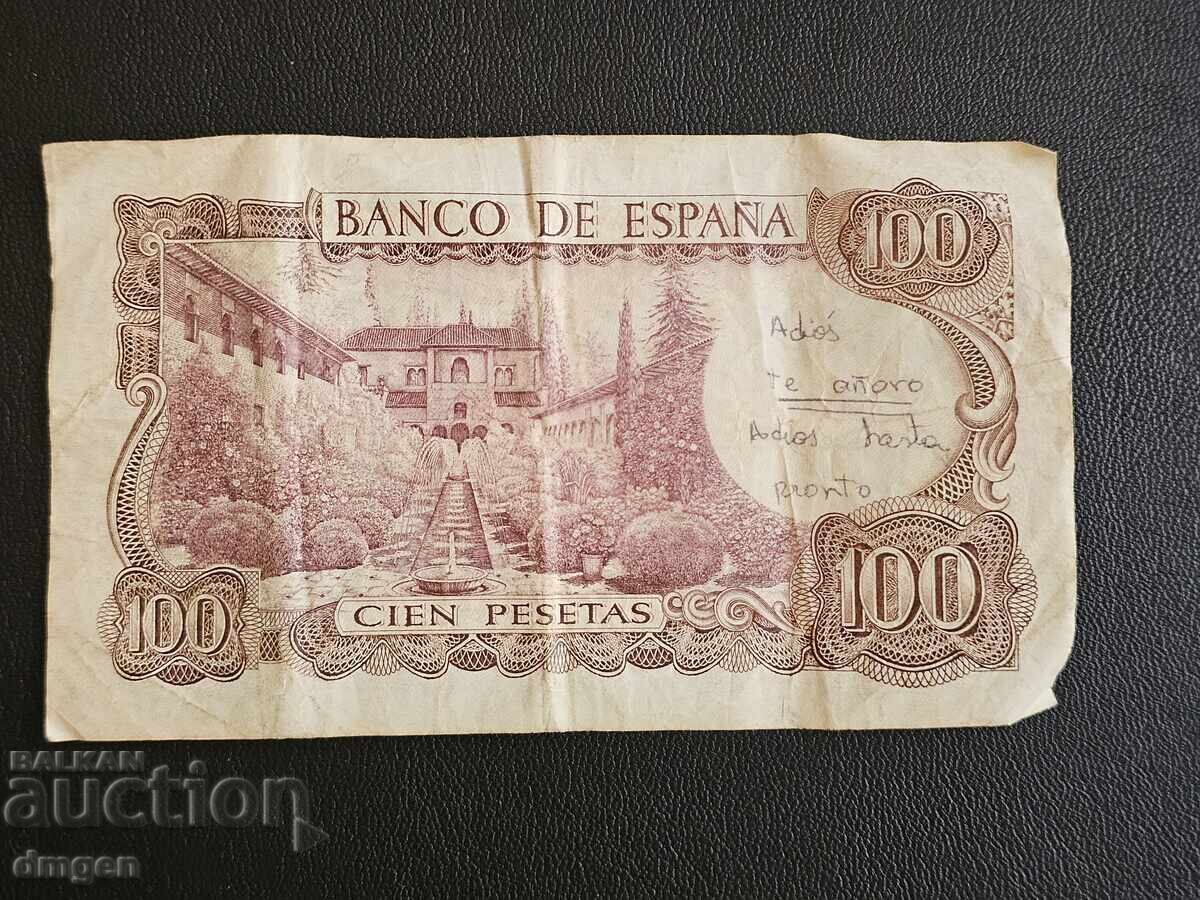 BANCO DE ESPAÑA
100
Adiós
te añoro
Adios hasta
pronto
100
100
CIEN PESETAS
BALKAN
auction
dmgen